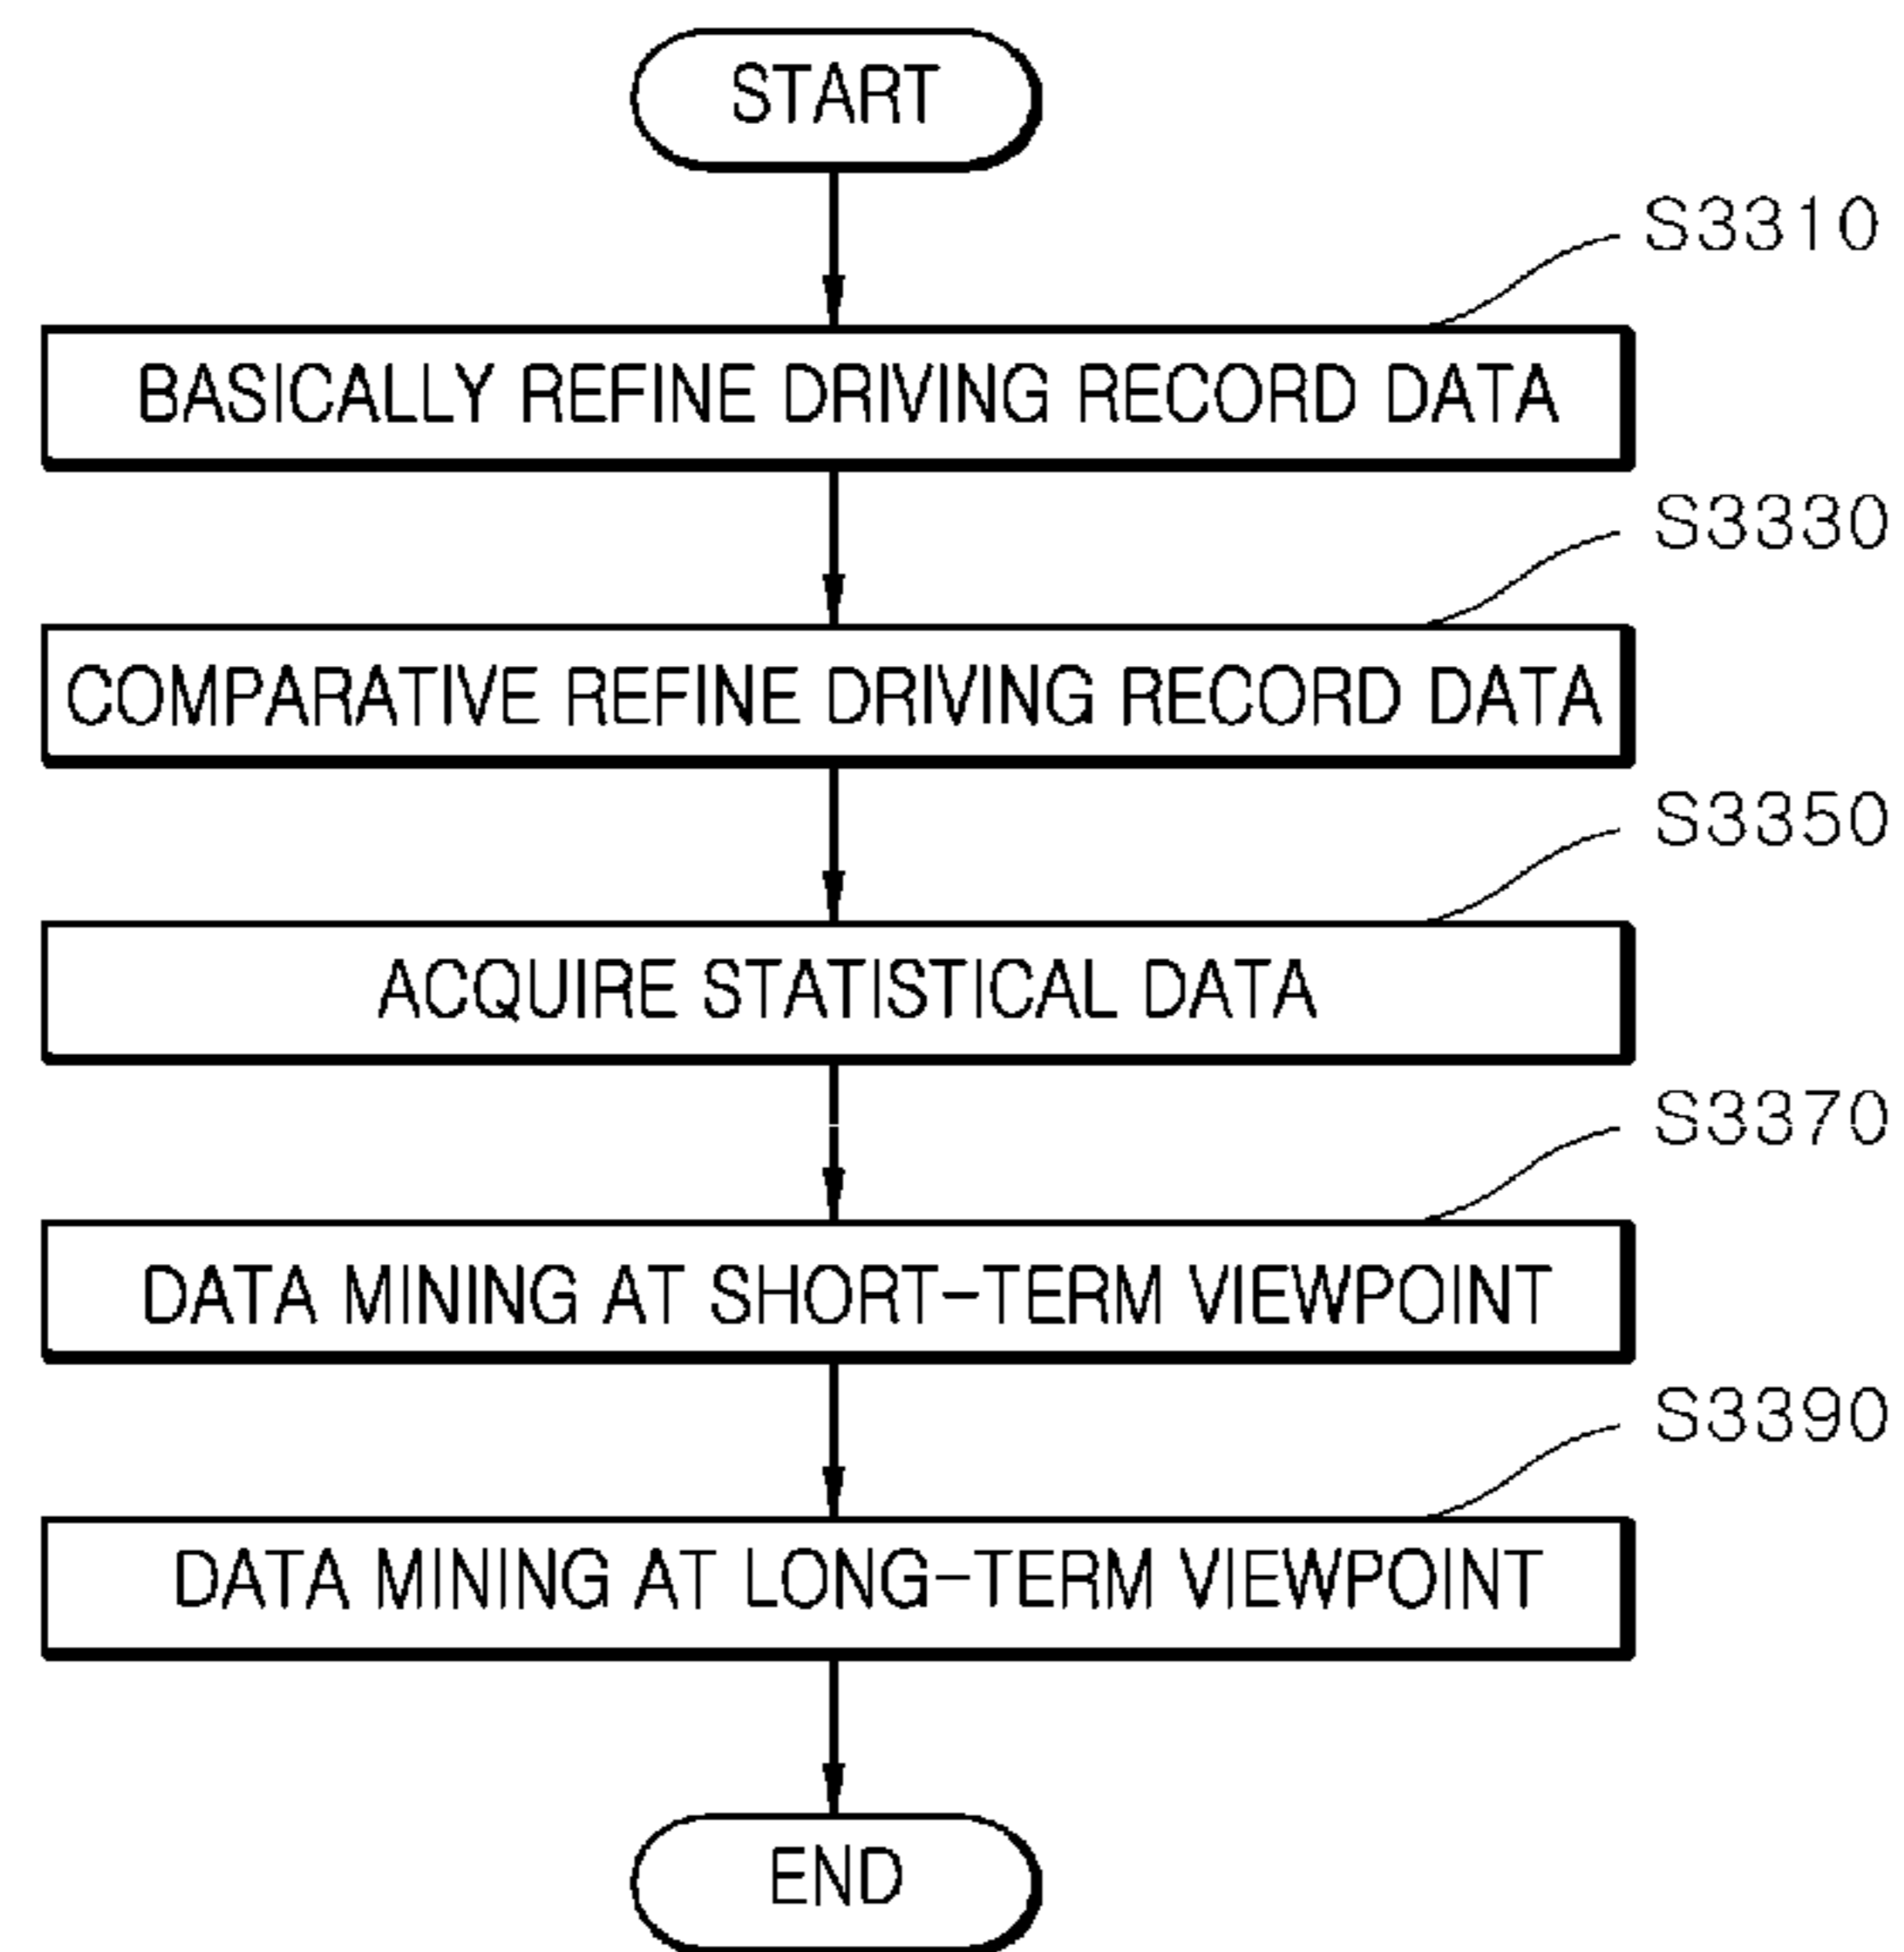 START
S3310
BASICALLY REFINE DRIVING RECORD DATA
S3330
COMPARATIVE REFINE DRIVING RECORD DATA
S3350
ACQUIRE STATISTICAL DATA
S3370
DATA MINING AT SHORT-TERM VIEWPOINT
S3390
DATA MINING AT LONG-TERM VIEWPOINT
END